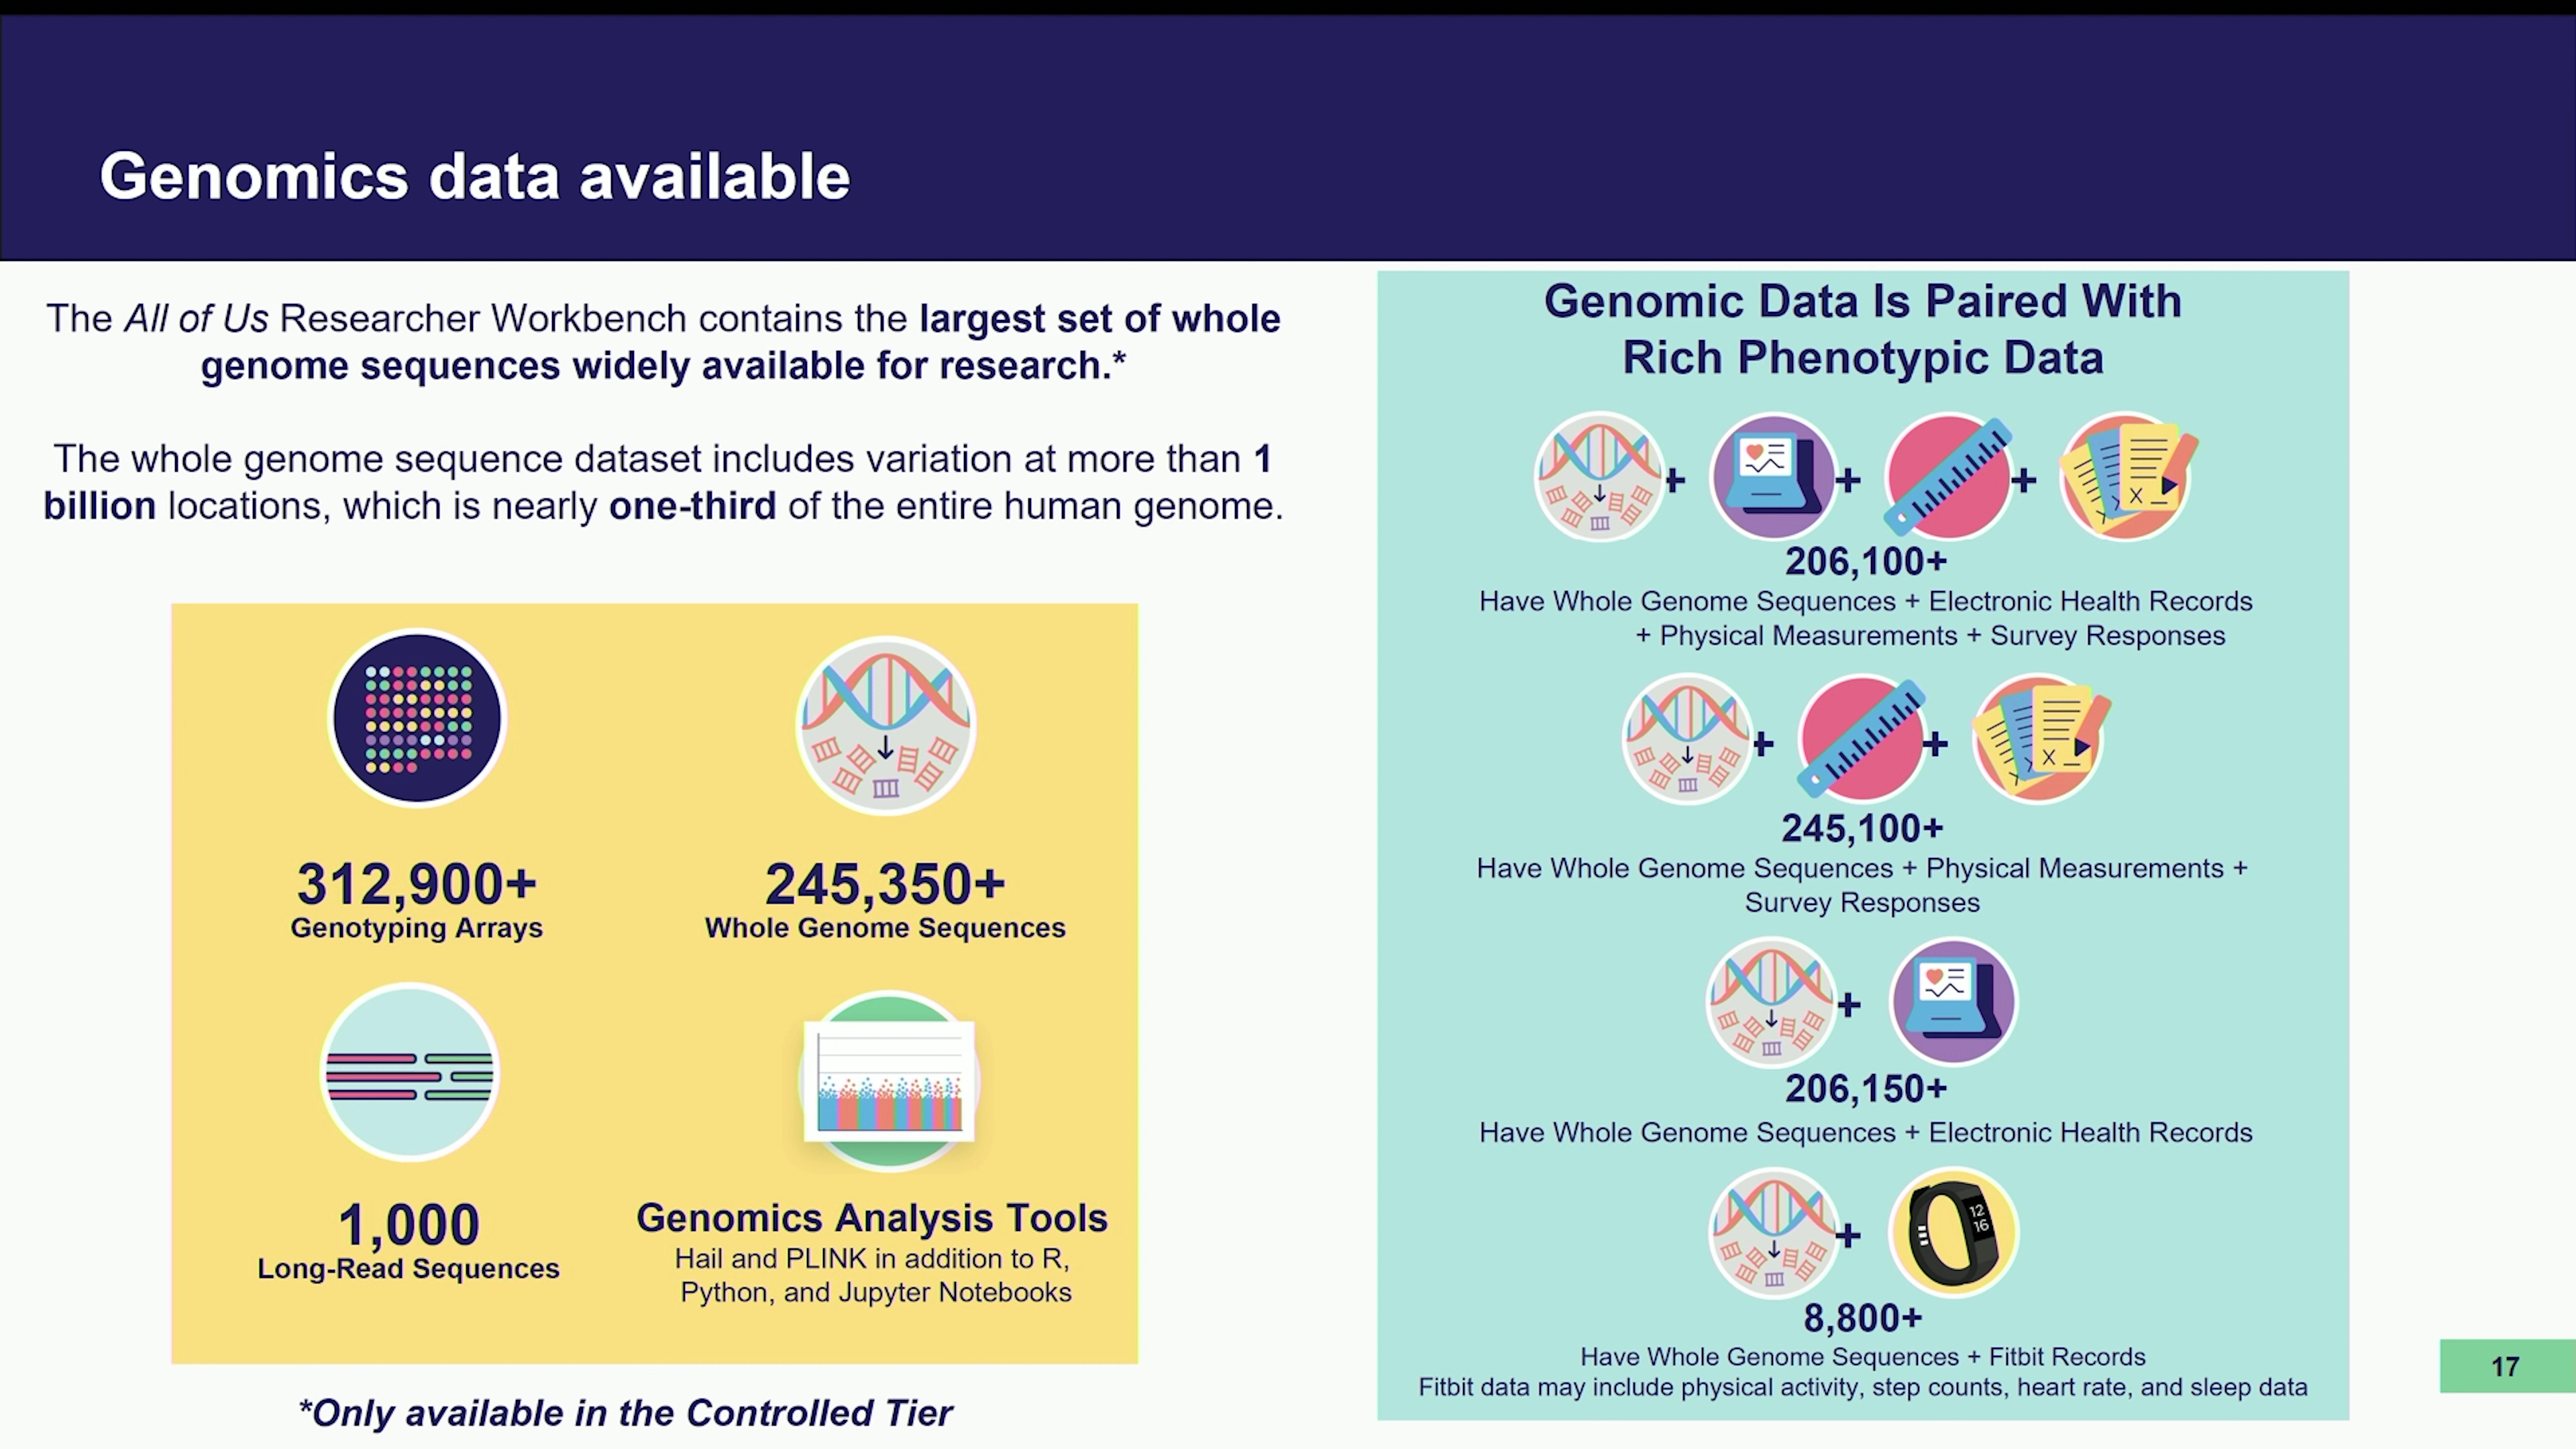 Genomics data available
The All of Us Researcher Workbench contains the largest set of whole
genome sequences widely available for research.*
The whole genome sequence dataset includes variation at more than 1
billion locations, which is nearly one-third of the entire human genome.
312,900+
Genotyping Arrays
245,350+
Whole Genome Sequences
1,000
Long-Read Sequences
Genomics Analysis Tools
Hail and PLINK in addition to R,
Python, and Jupyter Notebooks
*Only available in the Controlled Tier
Genomic Data Is Paired With
Rich Phenotypic Data
+ + +
206,100+
Have Whole Genome Sequences + Electronic Health Records
+ Physical Measurements + Survey Responses
+ +
245,100+
Have Whole Genome Sequences + Physical Measurements +
Survey Responses
+
206,150+
Have Whole Genome Sequences + Electronic Health Records
+
12
16
8,800+
Have Whole Genome Sequences + Fitbit Records
Fitbit data may include physical activity, step counts, heart rate, and sleep data
17